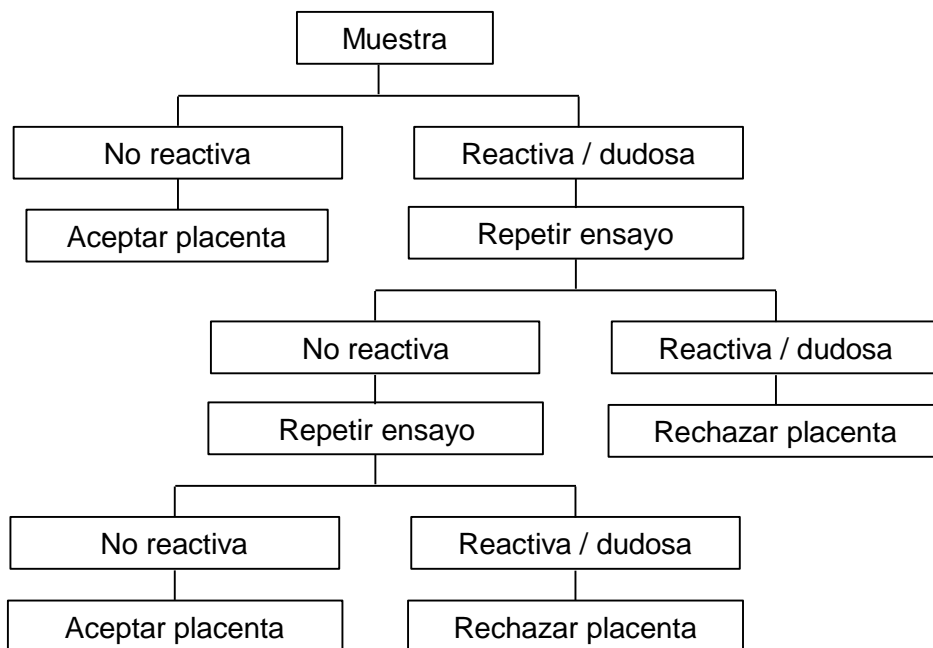 Muestra
No reactiva
Reactiva / dudosa
Aceptar placenta
Repetir ensayo
No reactiva
Reactiva / dudosa
Repetir ensayo
Rechazar placenta
No reactiva
Reactiva / dudosa
Aceptar placenta
Rechazar placenta